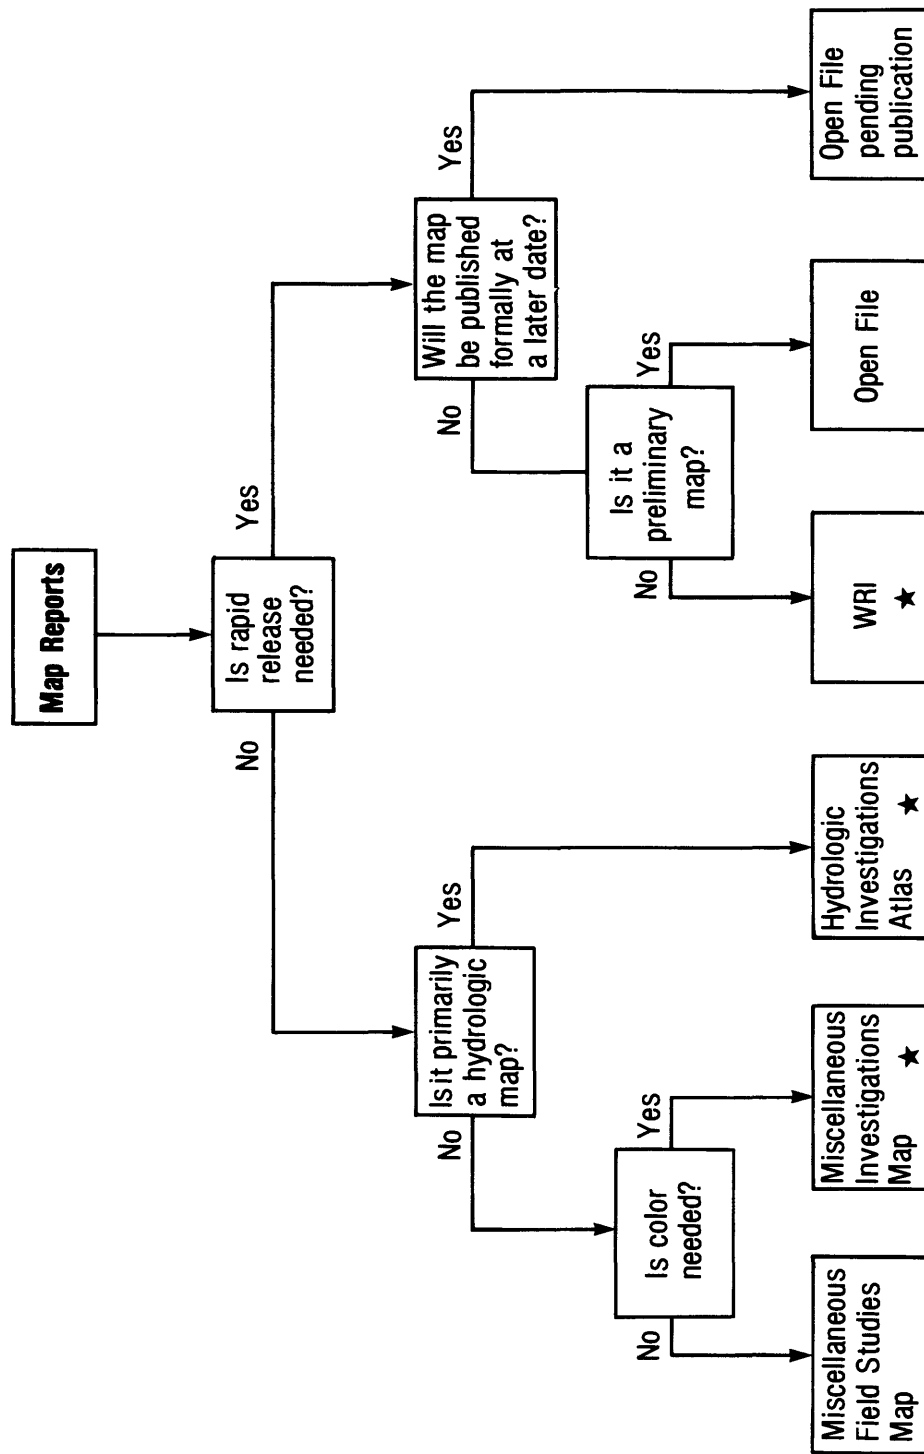 Map Reports
Is rapid
release
needed?
No
Yes
Is it primarily
a hydrologic
map?
Will the map
be published
formally at
a later date?
No
Yes
No
Yes
Is color
needed?
Is it a
preliminary
map?
No
Yes
No
Yes
Miscellaneous
Field Studies
Map
Miscellaneous
Investigations
Map ★
Hydrologic
Investigations
Atlas ★
WRI
★
Open File
Open File
pending
publication